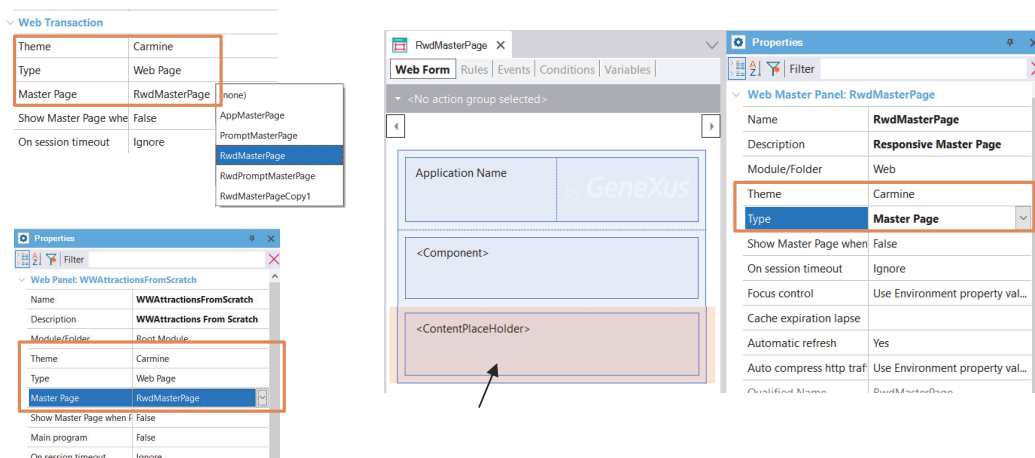 Web Transaction
Theme Carmine
Type Web Page
Master Page RwdMasterPage
Show Master Page whe False
On session timeout Ignore
none)
AppMasterPage
PromptMasterPage
RwdMasterPage
RwdPromptMasterPage
RwdMasterPageCopy1
Properties
Filter
Web Panel: WWAttractionsFromScratch
Name WWAttractionsFromScratch
Description WWAttractions From Scratch
Module/Folder Root Module
Theme Carmine
Type Web Page
Master Page RwdMasterPage
Show Master Page when F False
Main program False
On session timeout Ignore
RwdMasterPage
Web Form Rules Events Conditions Variables
<No action group selected>
Application Name
by GeneXus
<Component>
<ContentPlaceHolder>
Properties
Filter
Web Master Panel: RwdMasterPage
Name RwdMasterPage
Description Responsive Master Page
Module/Folder Web
Theme Carmine
Type Master Page
Show Master Page when False
On session timeout Ignore
Focus control Use Environment property val...
Cache expiration lapse
Automatic refresh Yes
Auto compress http traf Use Environment property val...
Qualified Name RwdMasterPage